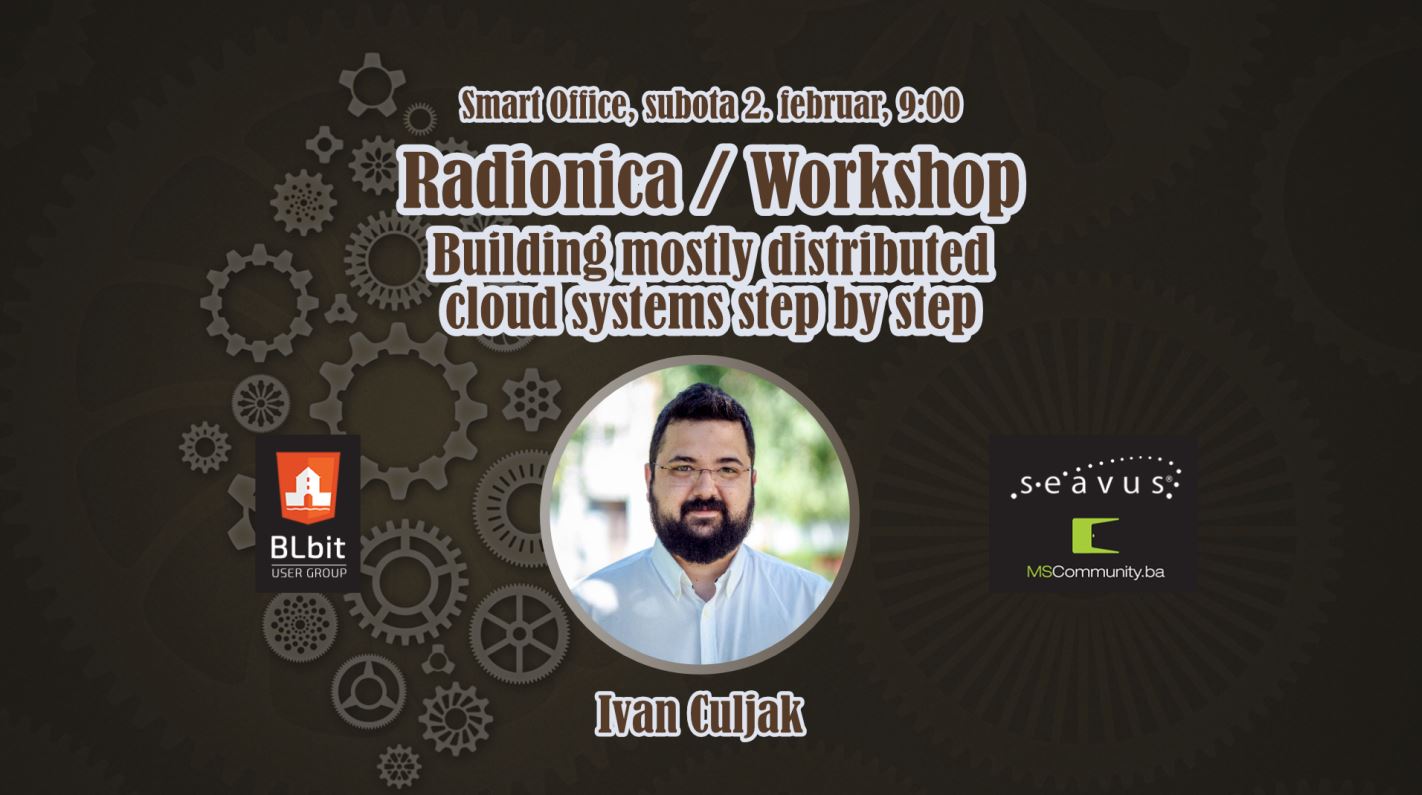 Smart Office, subota 2. februar, 9:00
Radionica / Workshop
Building mostly distributed
cloud systems step by step
BLbit
USER GROUP
seavus®
MSCommunity.ba
Ivan Culjak